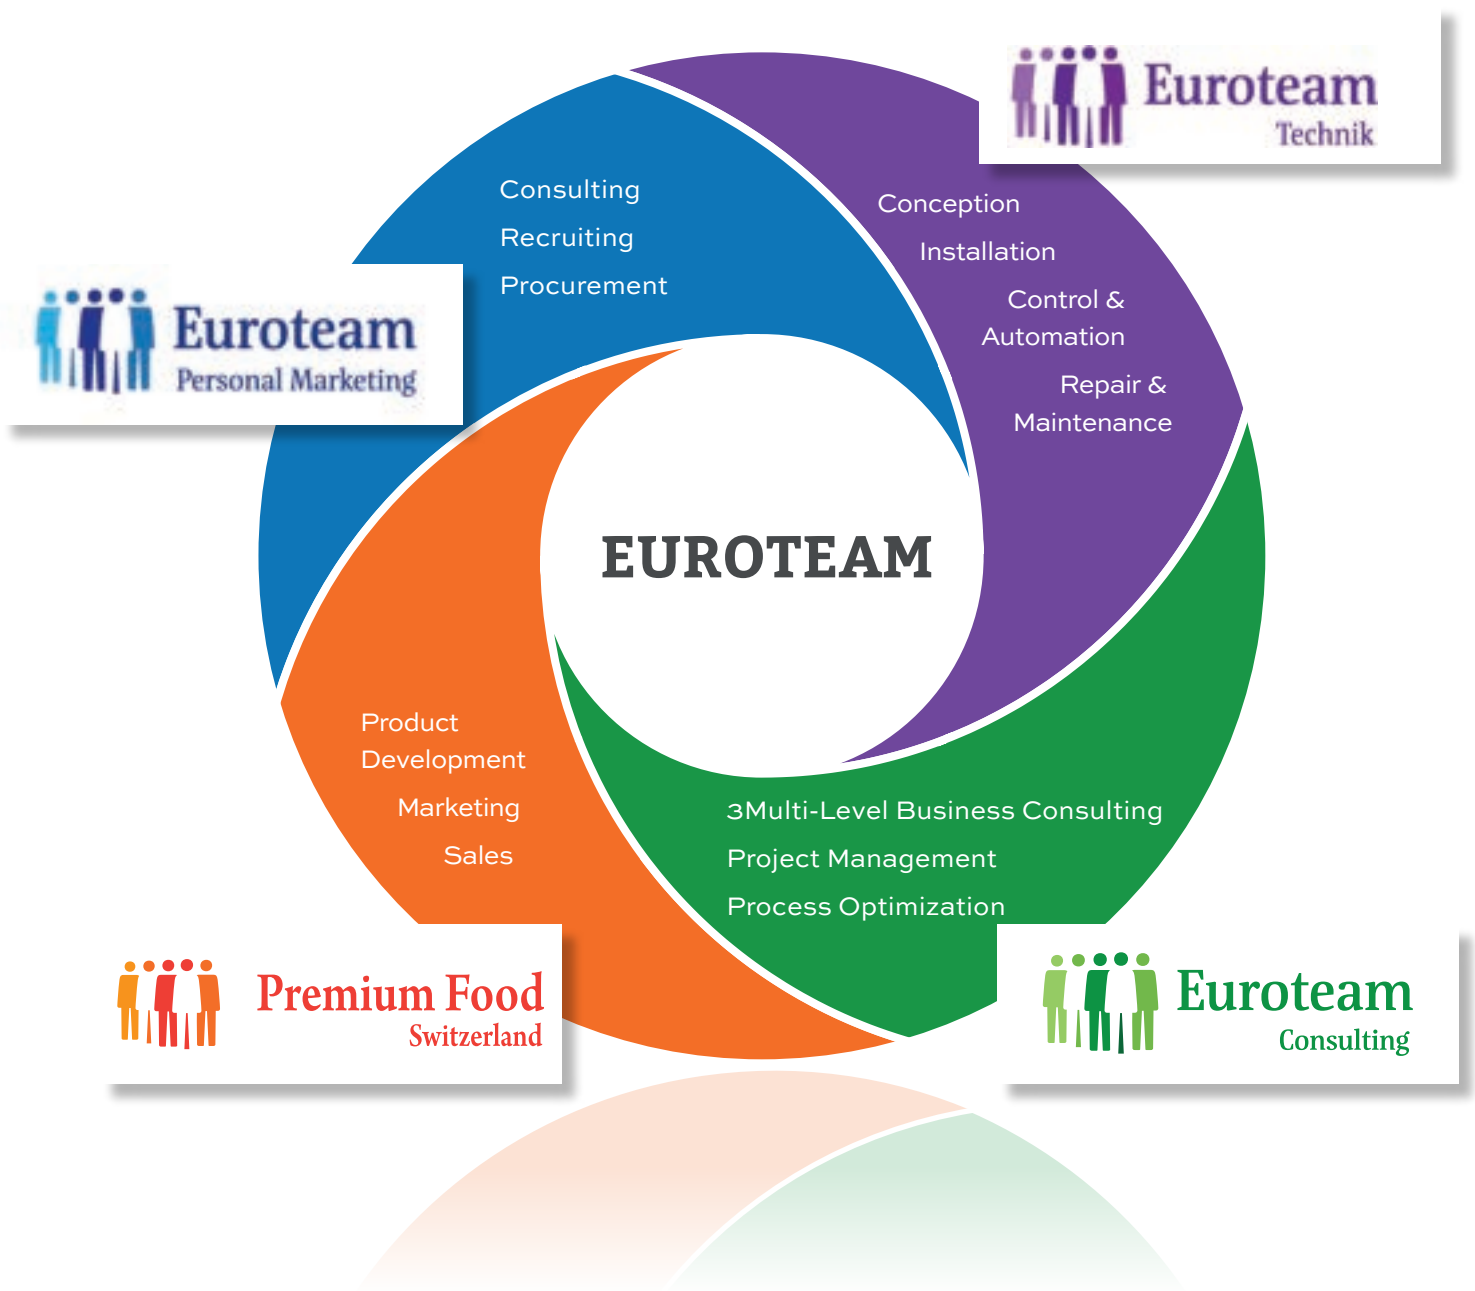 Euroteam
Technik
Consulting
Recruiting
Procurement
Conception
Installation
Control &
Automation
Repair &
Maintenance
Euroteam
Personal Marketing
EUROTEAM
Product
Development
Marketing
Sales
3Multi-Level Business Consulting
Project Management
Process Optimization
Premium Food
Switzerland
Euroteam
Consulting